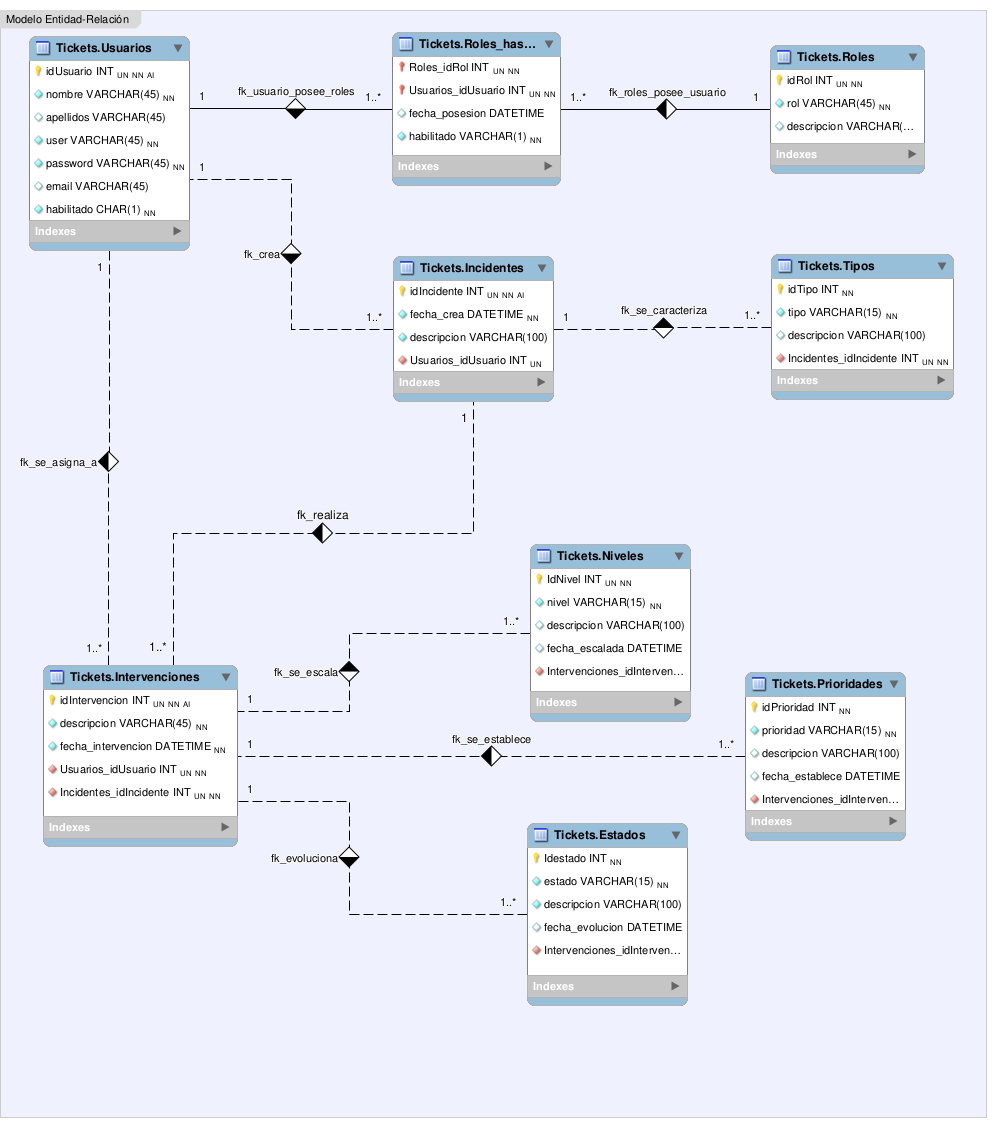 Modelo Entidad-Relación
Tickets.Usuarios
idUsuario INT UN NN AI
nombre VARCHAR(45) NN
apellidos VARCHAR(45)
user VARCHAR(45) NN
password VARCHAR(45) NN
email VARCHAR(45)
habilitado CHAR(1) NN
Indexes
1
fk_usuario_posee_roles
1..*
Tickets.Roles_has...
Roles_idRol INT UN NN
Usuarios_idUsuario INT UN NN
fecha_posesion DATETIME
habilitado VARCHAR(1) NN
Indexes
1..*
fk_roles_posee_usuario
1
Tickets.Roles
idRol INT UN NN
rol VARCHAR(45) NN
descripcion VARCHAR(...
Indexes
1
fk_crea
1..*
Tickets.Incidentes
idIncidente INT UN NN AI
fecha_crea DATETIME NN
descripcion VARCHAR(100)
Usuarios_idUsuario INT UN
Indexes
1
fk_se_caracteriza
1..*
Tickets.Tipos
idTipo INT NN
tipo VARCHAR(15) NN
descripcion VARCHAR(100)
Incidentes_idIncidente INT UN NN
Indexes
1
fk_se_asigna_a
1..*
1
fk_realiza
1..*
Tickets.Intervenciones
idIntervencion INT UN NN AI
descripcion VARCHAR(45) NN
fecha_intervencion DATETIME NN
Usuarios_idUsuario INT UN NN
Incidentes_idIncidente INT UN NN
Indexes
1
fk_se_escala
1..*
Tickets.Niveles
IdNivel INT UN NN
nivel VARCHAR(15) NN
descripcion VARCHAR(100)
fecha_escalada DATETIME
Intervenciones_idInterven...
Indexes
1
fk_se_establece
1..*
Tickets.Prioridades
idPrioridad INT NN
prioridad VARCHAR(15) NN
descripcion VARCHAR(100)
fecha_establece DATETIME
Intervenciones_idInterven...
Indexes
1
fk_evoluciona
1..*
Tickets.Estados
Idestado INT NN
estado VARCHAR(15) NN
descripcion VARCHAR(100)
fecha_evolucion DATETIME
Intervenciones_idInterven...
Indexes